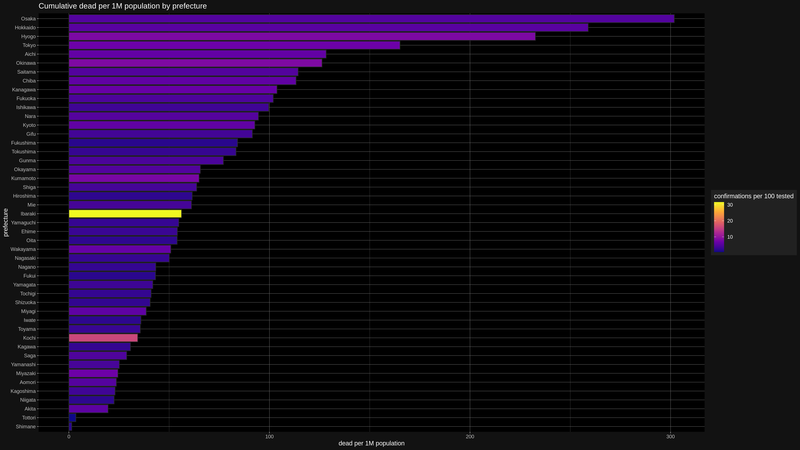 Cumulative dead per 1M population by prefecture
prefecture
Osaka
Hokkaido
Hyogo
Tokyo
Aichi
Okinawa
Saitama
Chiba
Kanagawa
Fukuoka
Ishikawa
Nara
Kyoto
Gifu
Fukushima
Tokushima
Gunma
Okayama
Kumamoto
Shiga
Hiroshima
Mie
Ibaraki
Yamaguchi
Ehime
Oita
Wakayama
Nagasaki
Nagano
Fukui
Yamagata
Tochigi
Shizuoka
Miyagi
Iwate
Toyama
Kochi
Kagawa
Saga
Yamanashi
Miyazaki
Aomori
Kagoshima
Niigata
Akita
Tottori
Shimane
0 100 200 300
dead per 1M population
confirmations per 100 tested
30
20
10